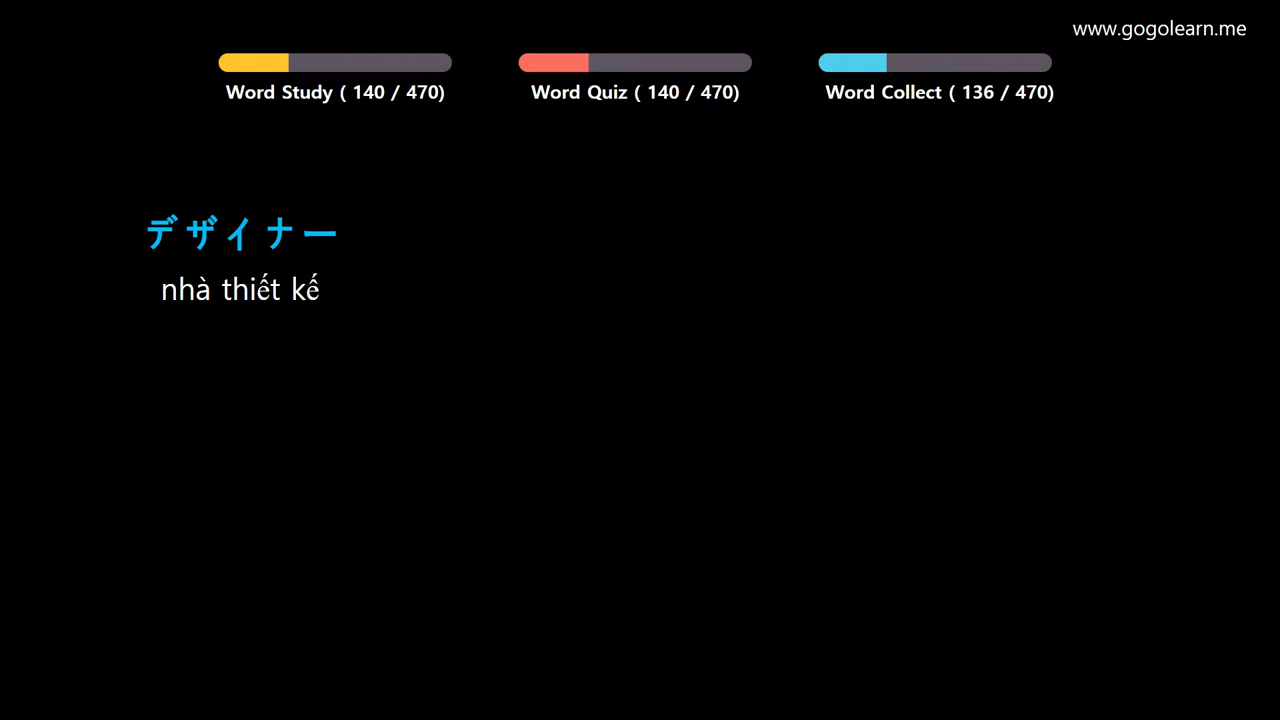 www.gogolearn.me
Word Study ( 140 / 470)
Word Quiz ( 140 / 470)
Word Collect ( 136 / 470)
デザイナー
nhà thiết kế